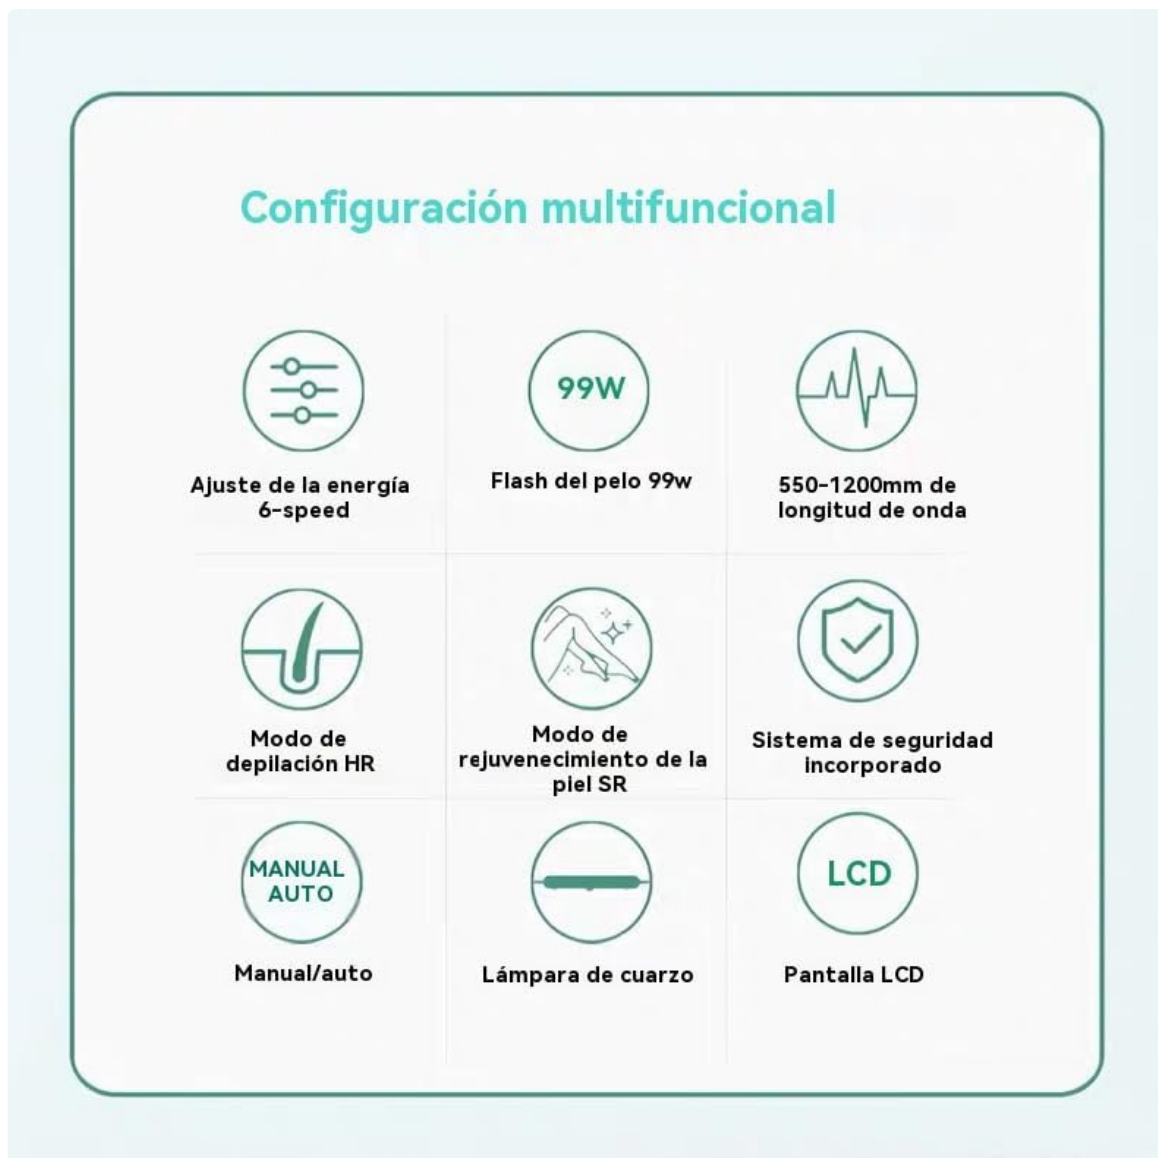 Configuración multifuncional
99W
Ajuste de la energía
6-speed
Flash del pelo 99w
550-1200mm de
longitud de onda
Modo de
depilación HR
Modo de
rejuvenecimiento de la
piel SR
Sistema de seguridad
incorporado
MANUAL
AUTO
LCD
Manual/auto
Lámpara de cuarzo
Pantalla LCD